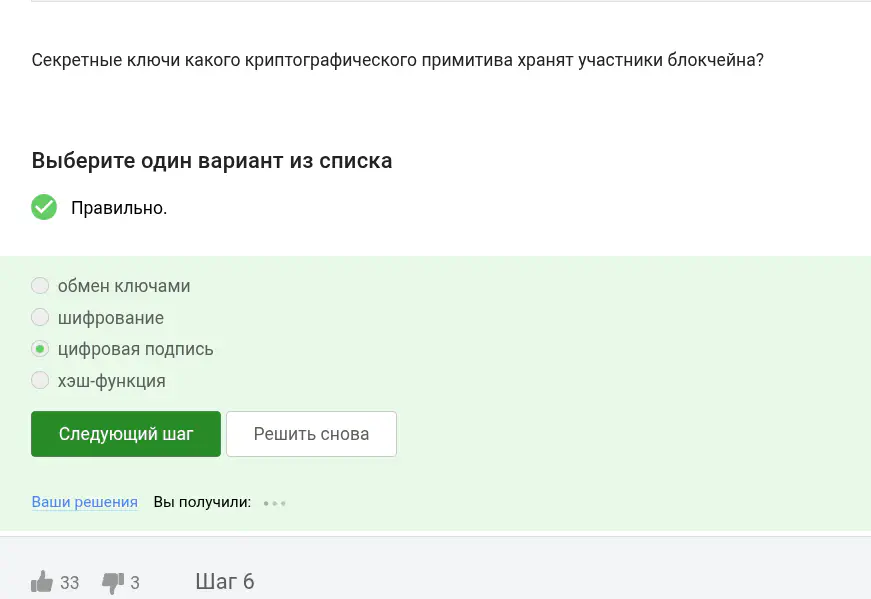 Секретные ключи какого криптографического примитива хранят участники блокчейна?
Выберите один вариант из списка
Правильно.
обмен ключами
шифрование
цифровая подпись
хэш-функция
Следующий шаг Решить снова
Ваши решения Вы получили:
33 3 Шаг 6